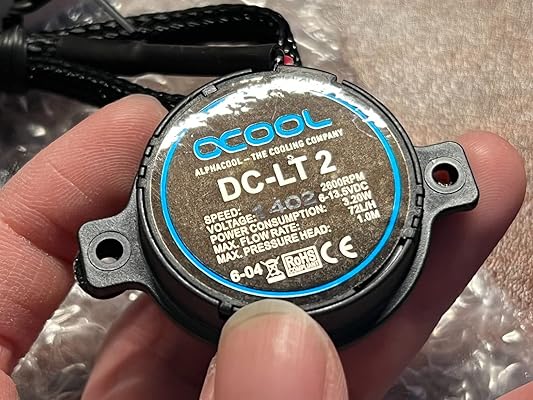 OCOOL
ALPHACOOL – THE COOLING COMPANY
DC-LT 2
SPEED: 2600RPM
VOLTAGE: 6-13.5VDC
POWER CONSUMPTION: 3.20W
MAX. FLOW RATE: 72L/H
MAX. PRESSURE HEAD: 1.0M
6-04 RoHS CE